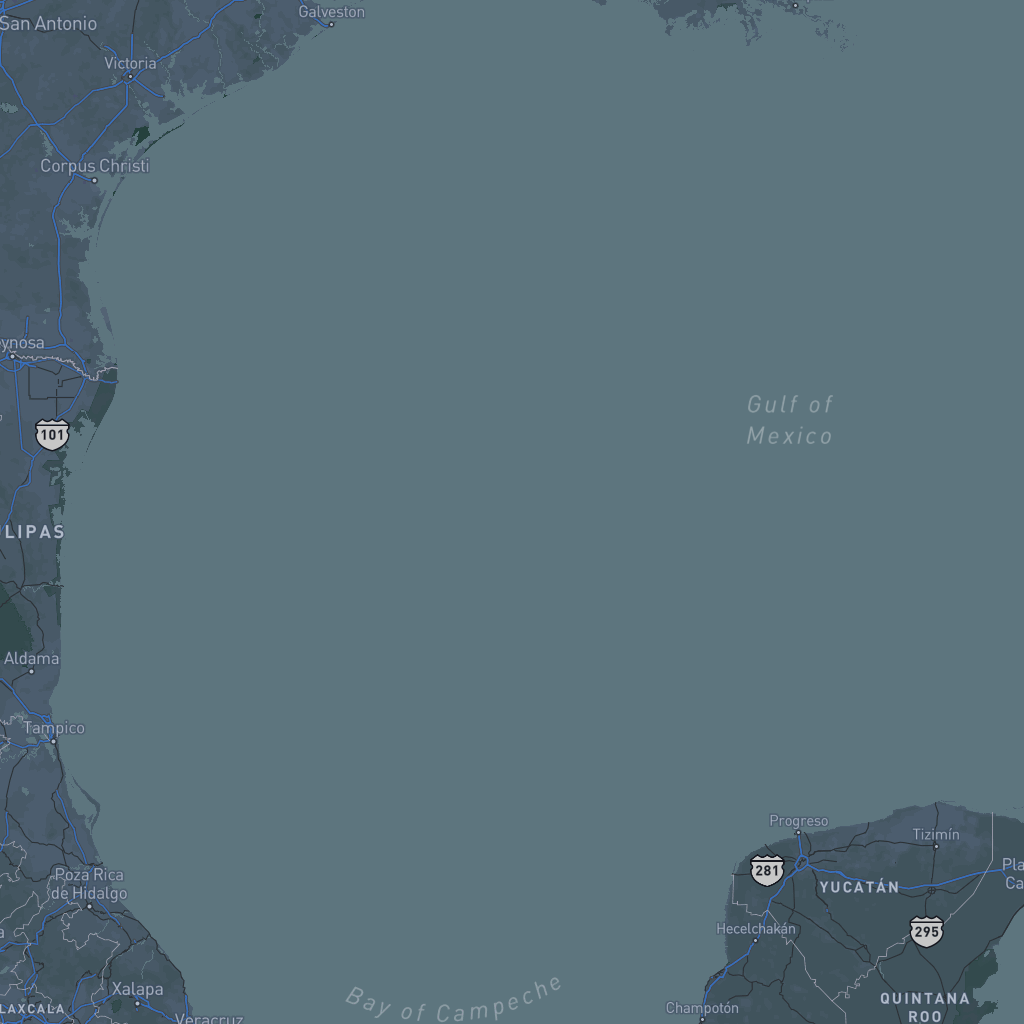 Galveston
San Antonio
Victoria
Corpus Christi
ynosa
Gulf of
Mexico
101
LIPAS
Aldama
Tampico
Progreso
Tizimín
281
Pla
Ca
Poza Rica
de Hidalgo
YUCATÁN
Hecelchakán
295
a
Xalapa
Bay of Campeche
QUINTANA
ROO
LAXCALA
Champotón
Veracruz